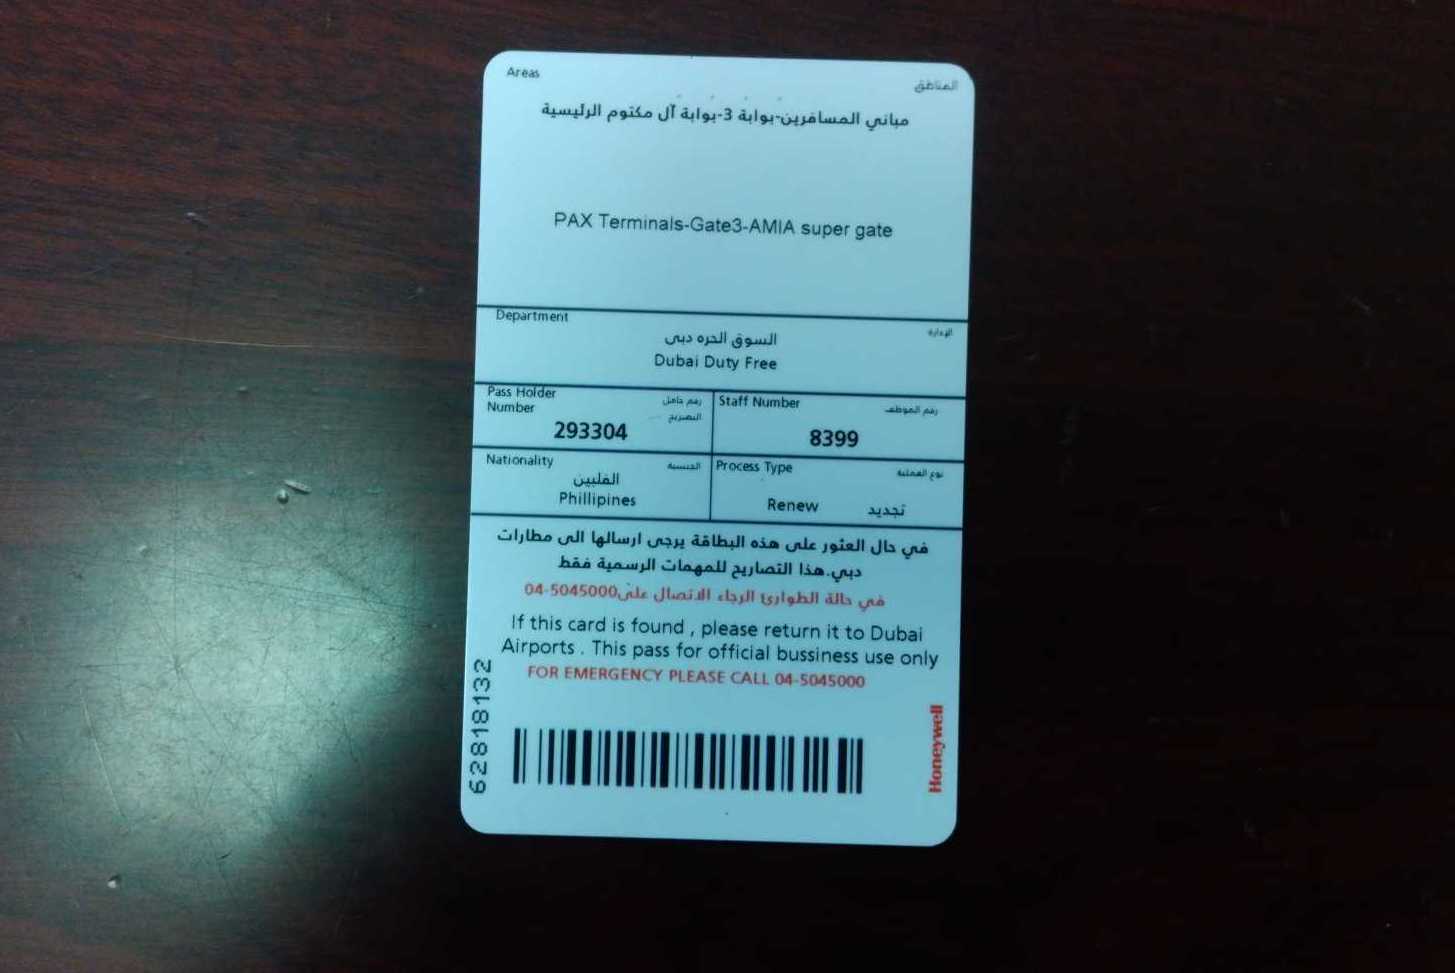 Areas
المناطق
مباني المسافرين-بوابة 3-بوابة آل مكتوم الرئيسية
PAX Terminals-Gate3-AMIA super gate
Department
الإدارة
السوق الحره دبى
Dubai Duty Free
Pass Holder
Number
رقم حامل
التصريح
293304
Staff Number
رقم الموظف
8399
Nationality
الجنسية
الفلبين
Phillipines
Process Type
نوع العملية
Renew
تجديد
في حال العثور على هذه البطاقة يرجى ارسالها الى مطارات
دبي.هذا التصاريح للمهمات الرسمية فقط
في حالة الطوارئ الرجاء الاتصال على04-5045000
If this card is found , please return it to Dubai
Airports . This pass for official bussiness use only
FOR EMERGENCY PLEASE CALL 04-5045000
62818132
Honeywell